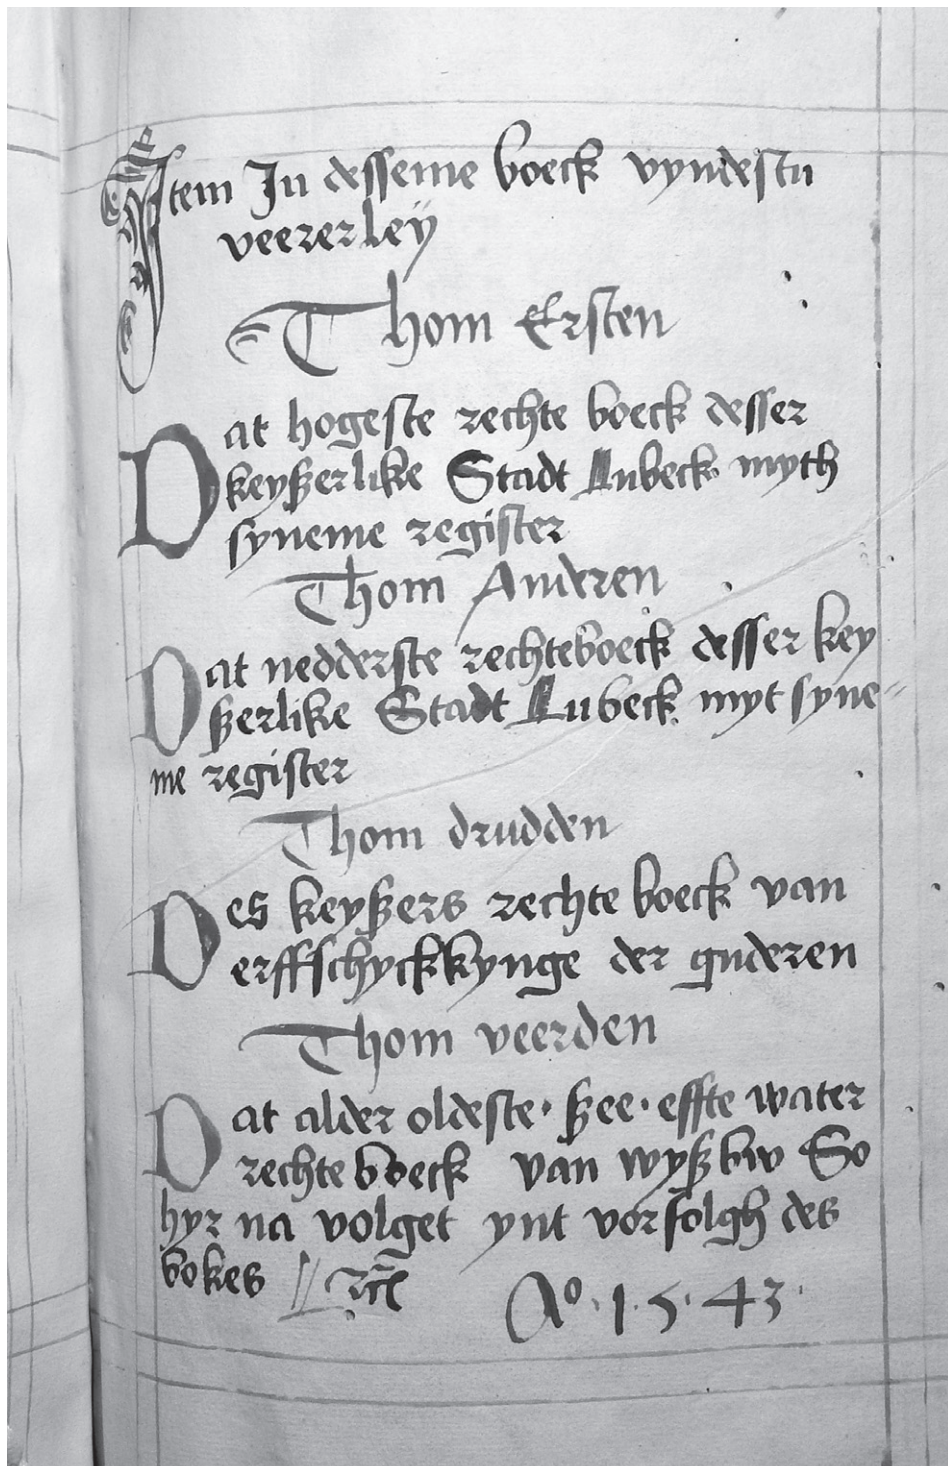 Item In desseme boeck vyndestu
veererleÿ
Thom Ersten
Dat hogeste rechte boeck desser
keyßerlike Stadt Lubeck myth
syneme register
Thom Anderen
Dat nedderste rechteboeck desser key
ßerlike Stadt Lubeck myt syne-
me register
Thom drudden
Des keyßers rechte boeck van
erffschyckkynge der guderen
Thom veerden
Dat alder oldeste · ßee · effte water
rechte boeck van wyßbw So
hyr na volget ynt vorfolgh des
bokes
Aº · 1 · 5 · 43 ·